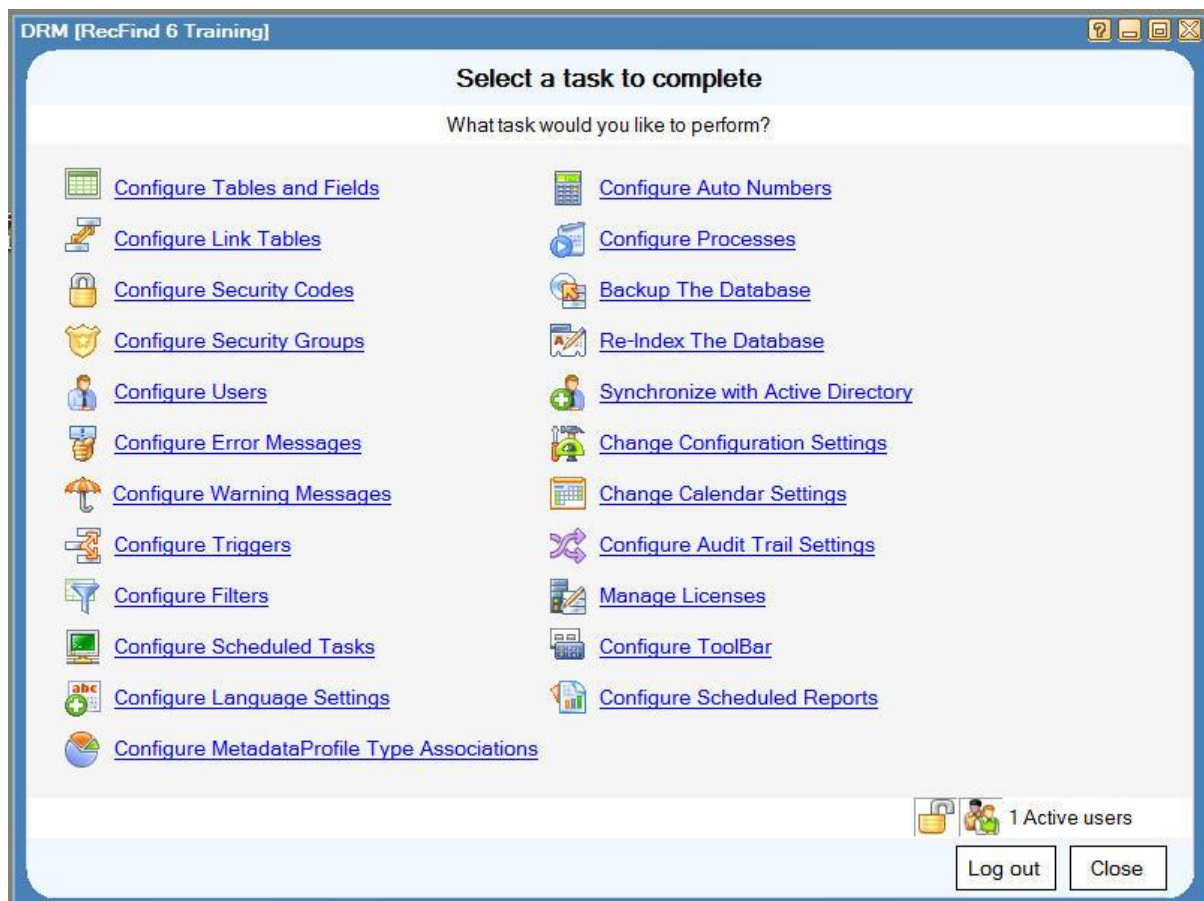 DRM [RecFind 6 Training]
Select a task to complete
What task would you like to perform?
Configure Tables and Fields
Configure Link Tables
Configure Security Codes
Configure Security Groups
Configure Users
Configure Error Messages
Configure Warning Messages
Configure Triggers
Configure Filters
Configure Scheduled Tasks
abc
Configure Language Settings
Configure MetadataProfile Type Associations
Configure Auto Numbers
Configure Processes
Backup The Database
Re-Index The Database
Synchronize with Active Directory
Change Configuration Settings
Change Calendar Settings
Configure Audit Trail Settings
Manage Licenses
Configure ToolBar
Configure Scheduled Reports
1 Active users
Log out
Close